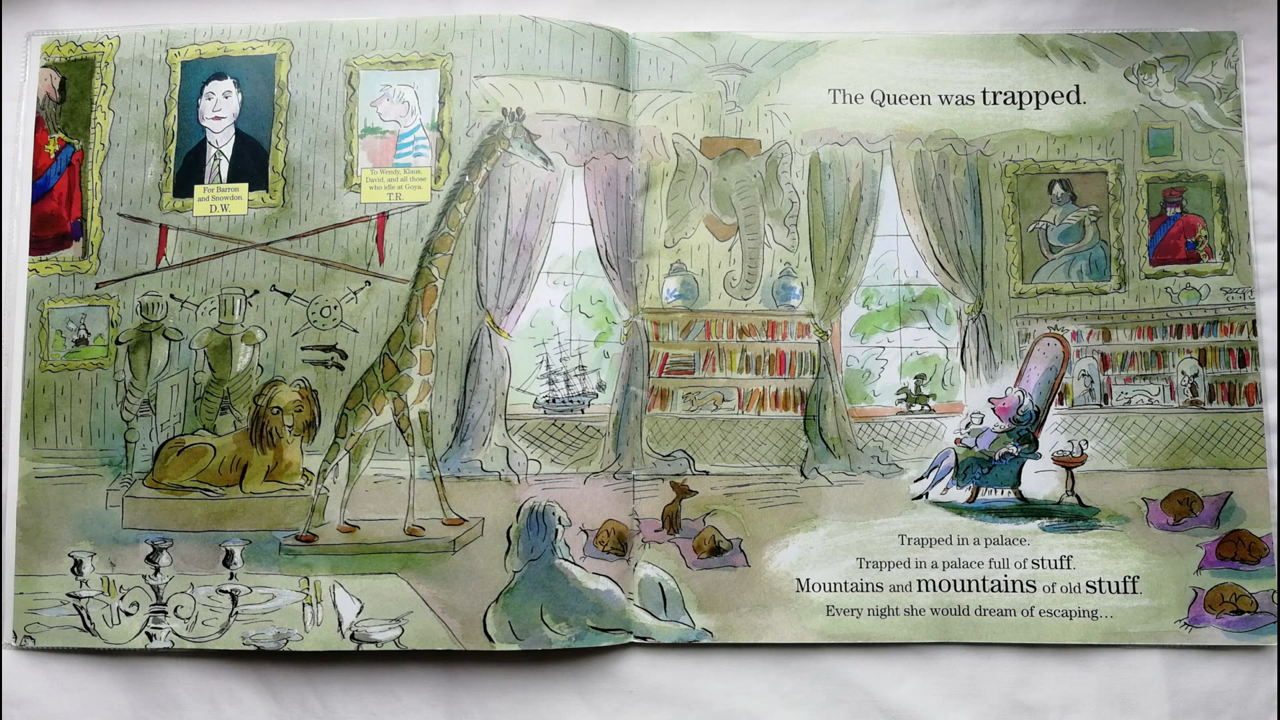 For Barron
and Snowdon.
D.W.
To Wendy, Klaus,
David, and all those
who idle at Goya.
T.R.
The Queen was trapped.
Trapped in a palace.
Trapped in a palace full of stuff.
Mountains and mountains of old stuff.
Every night she would dream of escaping...